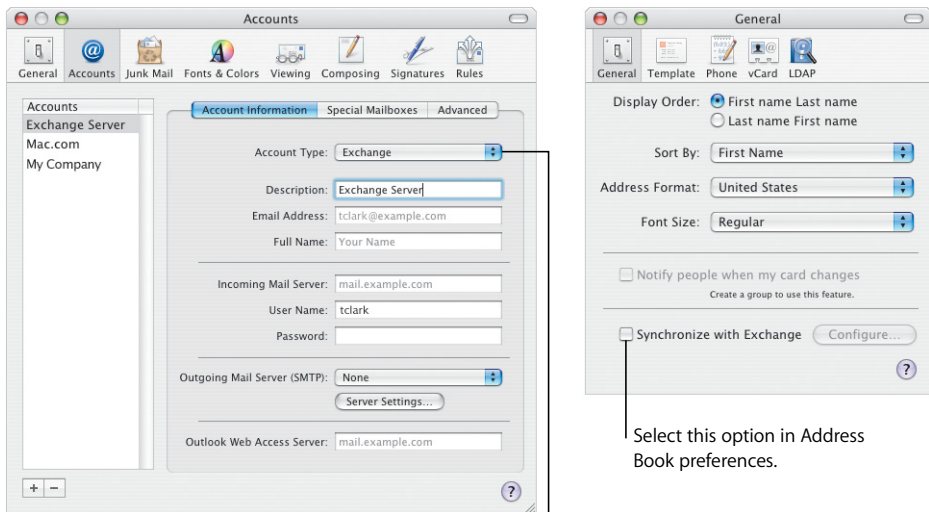 Accounts
General Accounts Junk Mail Fonts & Colors Viewing Composing Signatures Rules
Accounts
Exchange Server
Mac.com
My Company
Account Information Special Mailboxes Advanced
Account Type: Exchange
Description: Exchange Server
Email Address: tclark@example.com
Full Name: Your Name
Incoming Mail Server: mail.example.com
User Name: tclark
Password:
Outgoing Mail Server (SMTP): None
Server Settings...
Outlook Web Access Server: mail.example.com
+ −
?
General
General Template Phone vCard LDAP
Display Order: First name Last name
Last name First name
Sort By: First Name
Address Format: United States
Font Size: Regular
Notify people when my card changes
Create a group to use this feature.
Synchronize with Exchange Configure...
?
Select this option in Address
Book preferences.